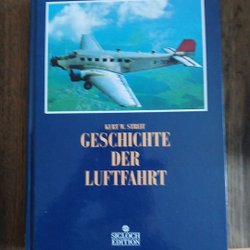 KURT W. STREIT
GESCHICHTE
DER
LUFTFAHRT
SIGLOCH
EDITION